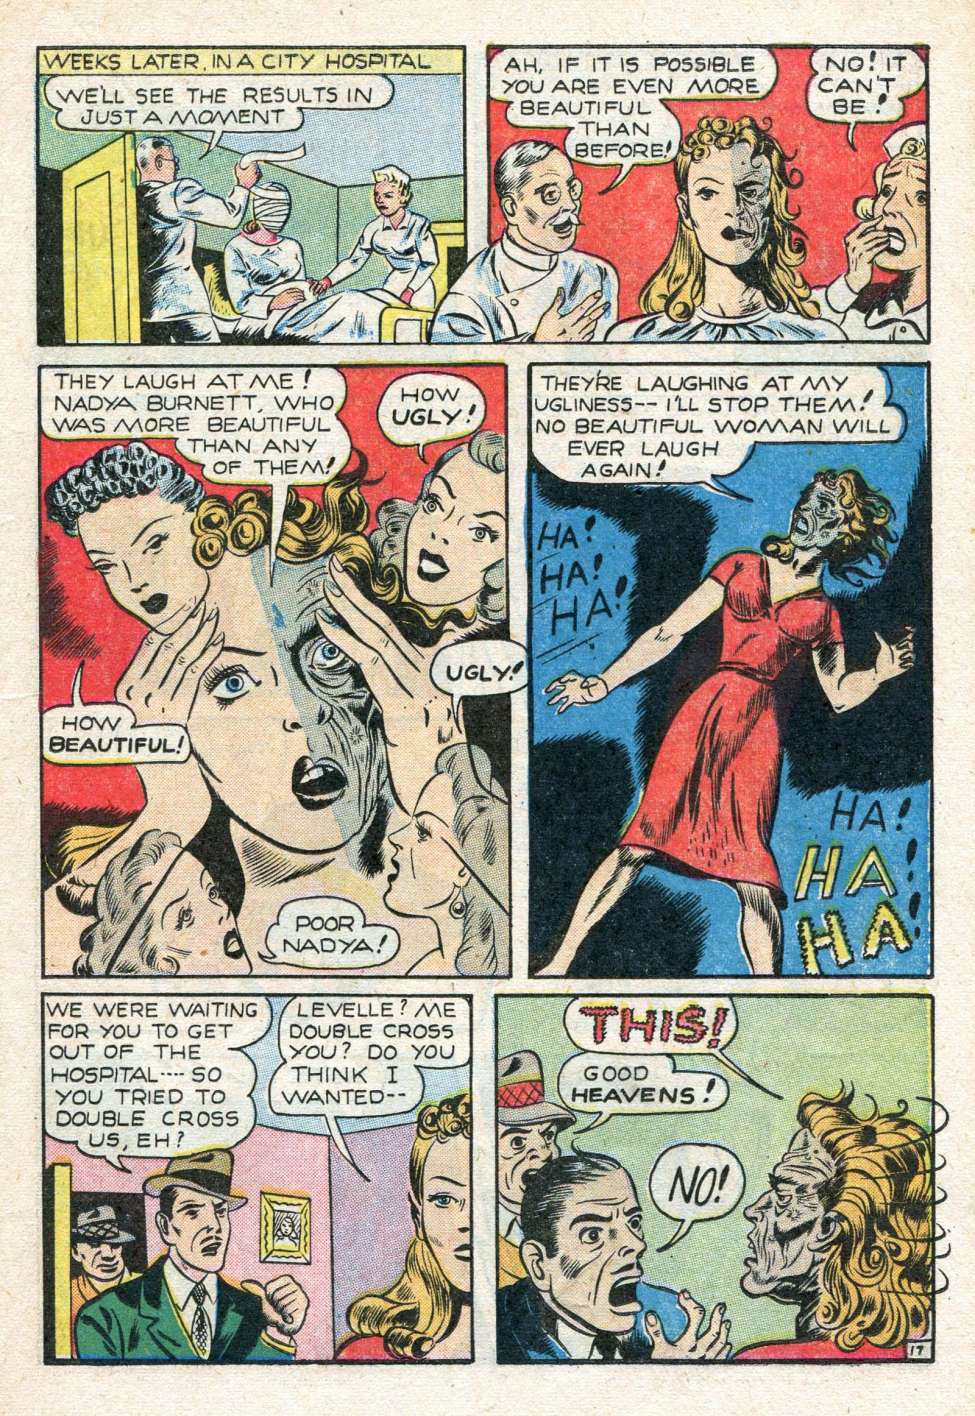 WEEKS LATER, IN A CITY HOSPITAL
WE'LL SEE THE RESULTS IN
JUST A MOMENT
AH, IF IT IS POSSIBLE
YOU ARE EVEN MORE
BEAUTIFUL
THAN
BEFORE!
NO! IT
CAN'T
BE!
THEY LAUGH AT ME!
NADYA BURNETT, WHO
WAS MORE BEAUTIFUL
THAN ANY
OF THEM!
HOW
UGLY!
HOW
BEAUTIFUL!
UGLY!
POOR
NADYA!
THEY'RE LAUGHING AT MY
UGLINESS-- I'LL STOP THEM!
NO BEAUTIFUL WOMAN WILL
EVER LAUGH
AGAIN!
HA!
HA!
HA!
HA!
HA!
HA!
WE WERE WAITING
FOR YOU TO GET
OUT OF THE
HOSPITAL---- SO
YOU TRIED TO
DOUBLE CROSS
US, EH?
LEVELLE? ME
DOUBLE CROSS
YOU? DO YOU
THINK I
WANTED--
THIS!
GOOD
HEAVENS!
NO!
17